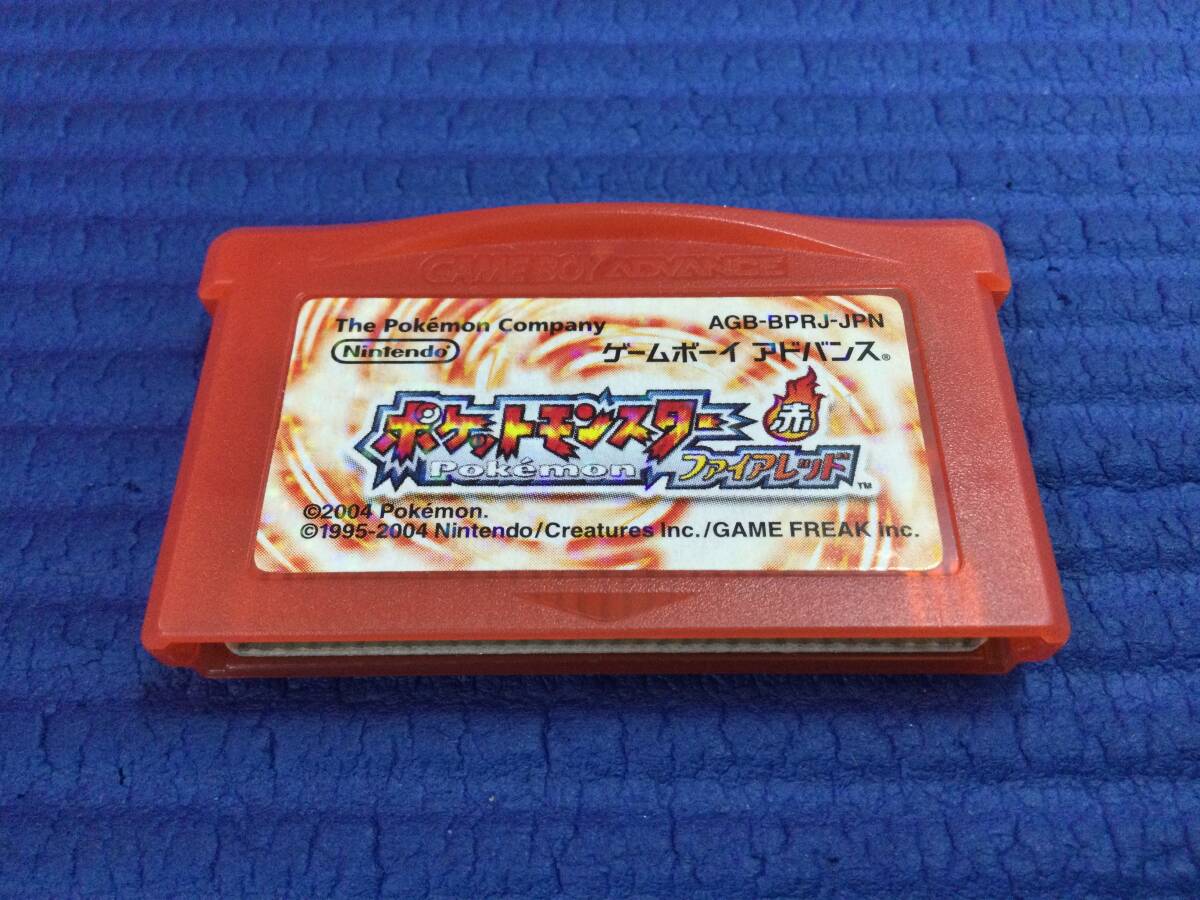 GAME BOY ADVANCE
The Pokémon Company AGB-BPRJ-JPN
Nintendo ゲームボーイ アドバンス®
ポケットモンスター 赤
Pokémon ファイアレッド™
©2004 Pokémon.
©1995-2004 Nintendo/Creatures Inc./GAME FREAK inc.